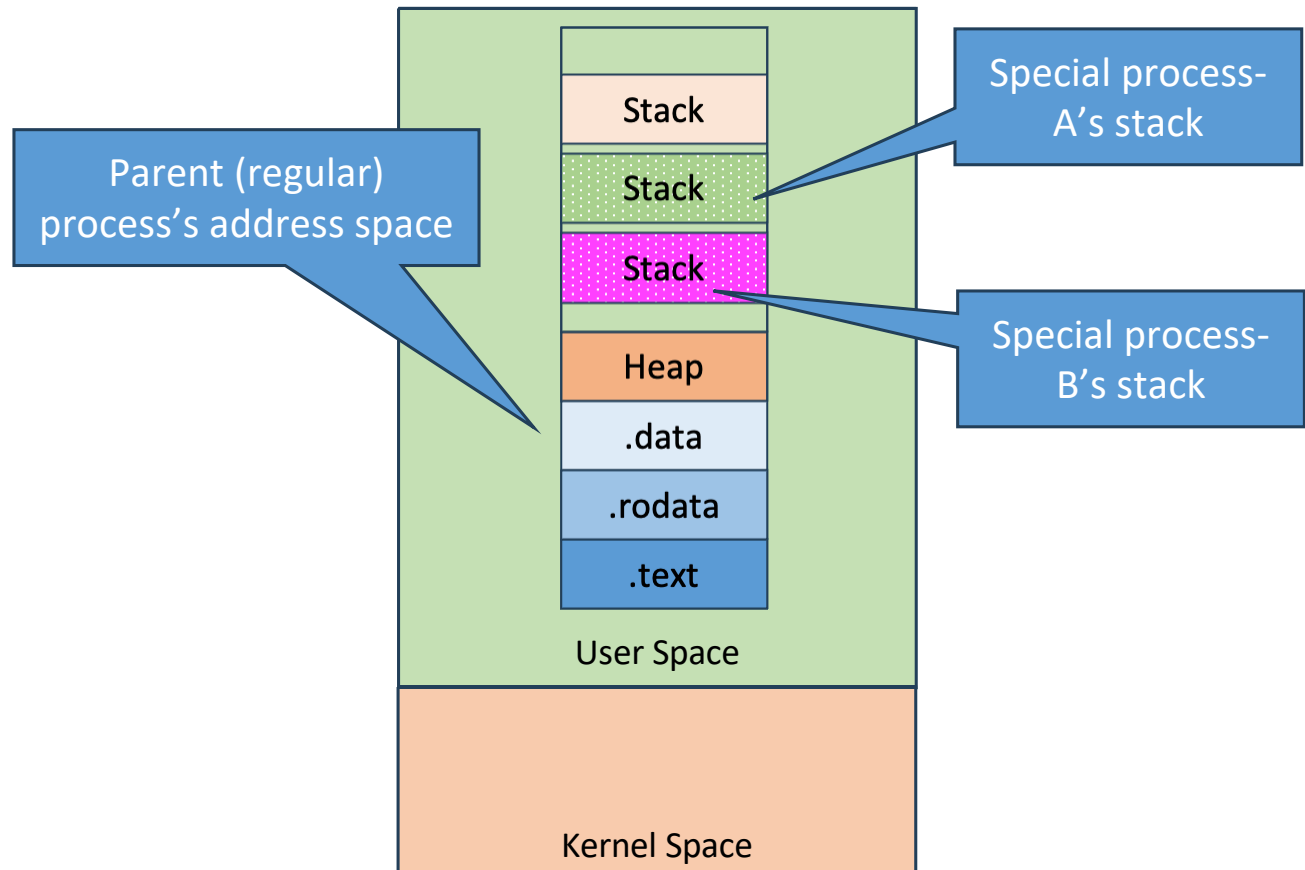 Stack
Special process-
A's stack
Parent (regular)
process's address space
Stack
Stack
Special process-
B's stack
Heap
.data
.rodata
.text
User Space
Kernel Space